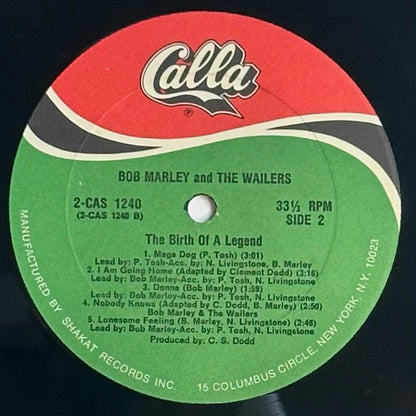 Calla
℗
BOB MARLEY and THE WAILERS
2-CAS 1240
(2-CAS 1240 B)
33⅓ RPM
SIDE 2
The Birth Of A Legend
1. Maga Dog (P. Tosh) (3:01)
Lead by: P. Tosh-Acc. by: N. Livingstone, B. Marley
2. I Am Going Home (Adapted by Clement Dodd) (3:16)
Lead by: Bob Marley-Acc. by: P. Tosh, N. Livingstone
3. Donna (Bob Marley) (1:59)
Lead by: Bob Marley-Acc. by: P. Tosh, N. Livingstone
4. Nobody Knows (Adapted by C. Dodd, B. Marley) (2:50)
Bob Marley & The Wailers
5. Lonesome Feeling (B. Marley, N. Livingstone) (2:48)
Lead by: Bob Marley-Acc. by: P. Tosh, N. Livingstone
Produced by: C. S. Dodd
MANUFACTURED BY SHAKAT RECORDS INC. 15 COLUMBUS CIRCLE, NEW YORK, N.Y. 10023